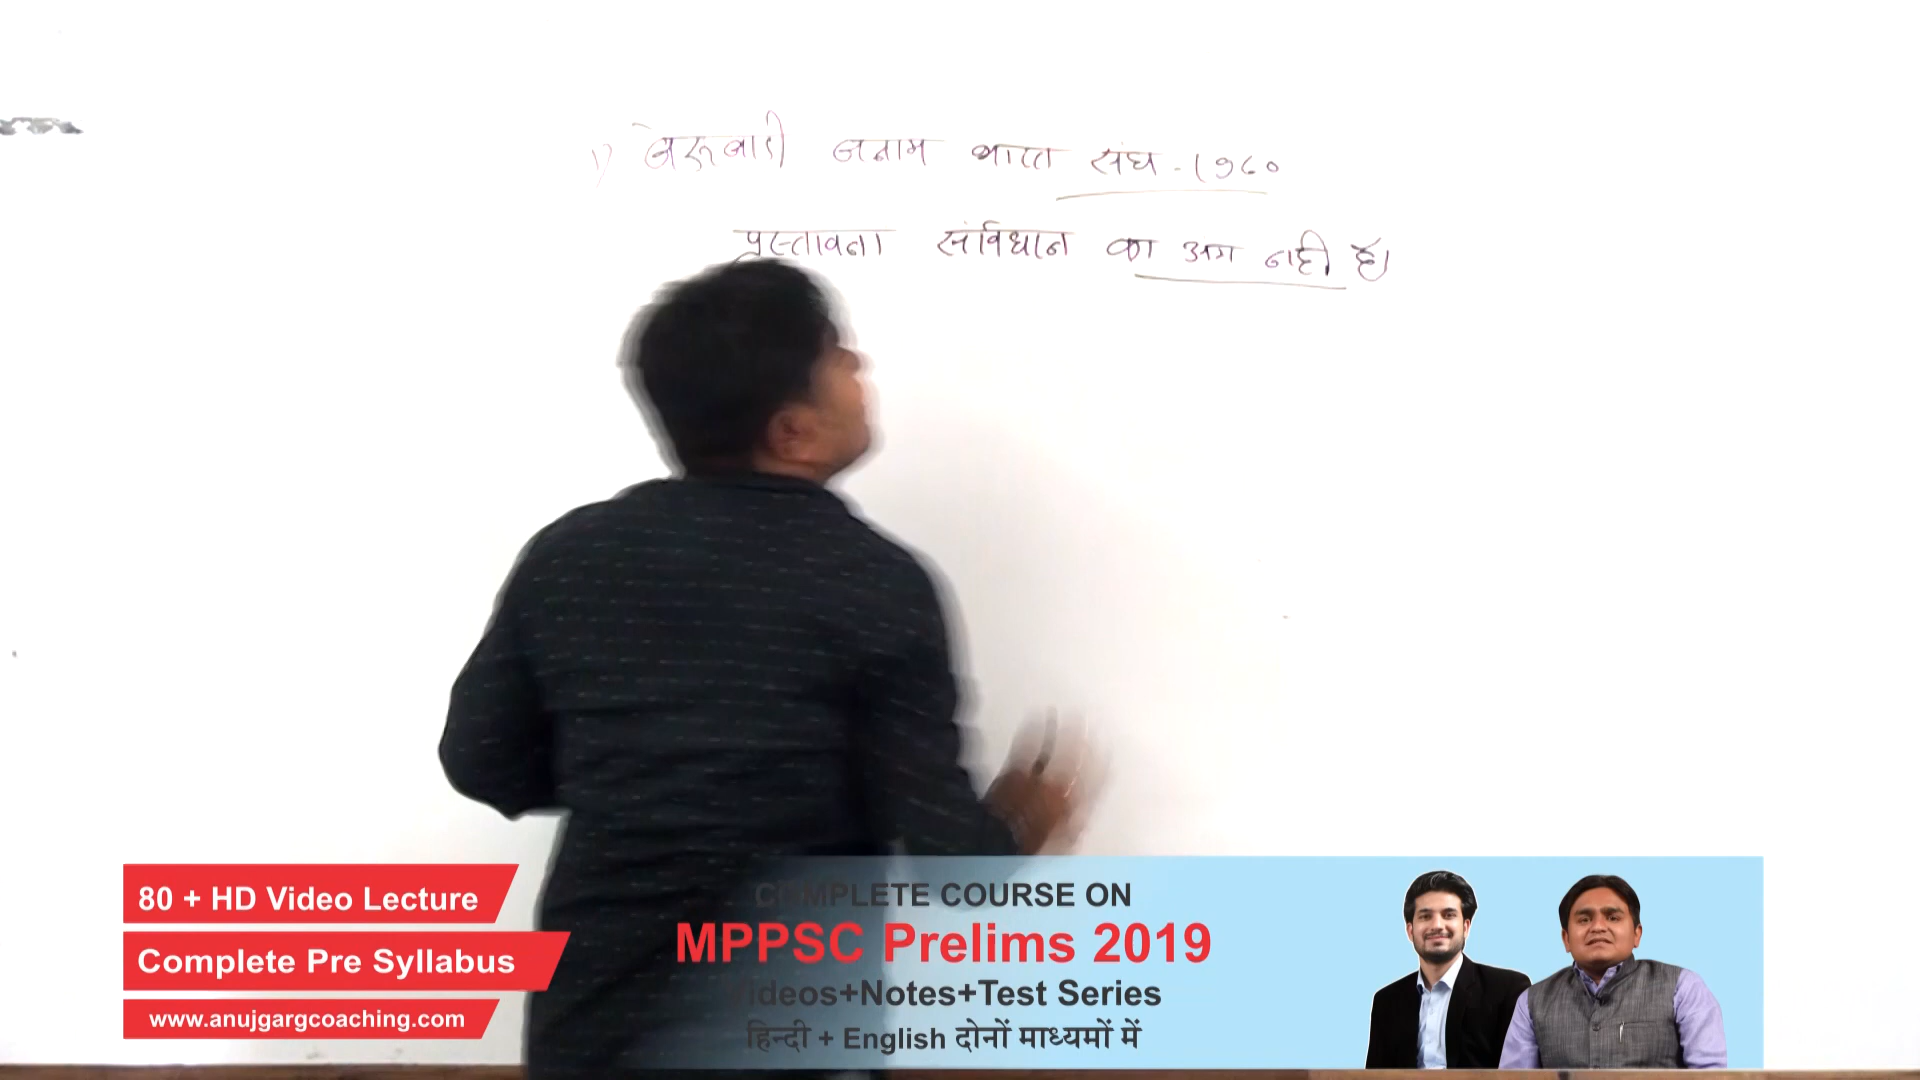 1) बेरूबाडी बनाम भारत संघ - 1960
प्रस्तावना संविधान का अंग नही है।
80 + HD Video Lecture
Complete Pre Syllabus
www.anujgargcoaching.com
COMPLETE COURSE ON
MPPSC Prelims 2019
Videos+Notes+Test Series
हिन्दी + English दोनों माध्यमों में